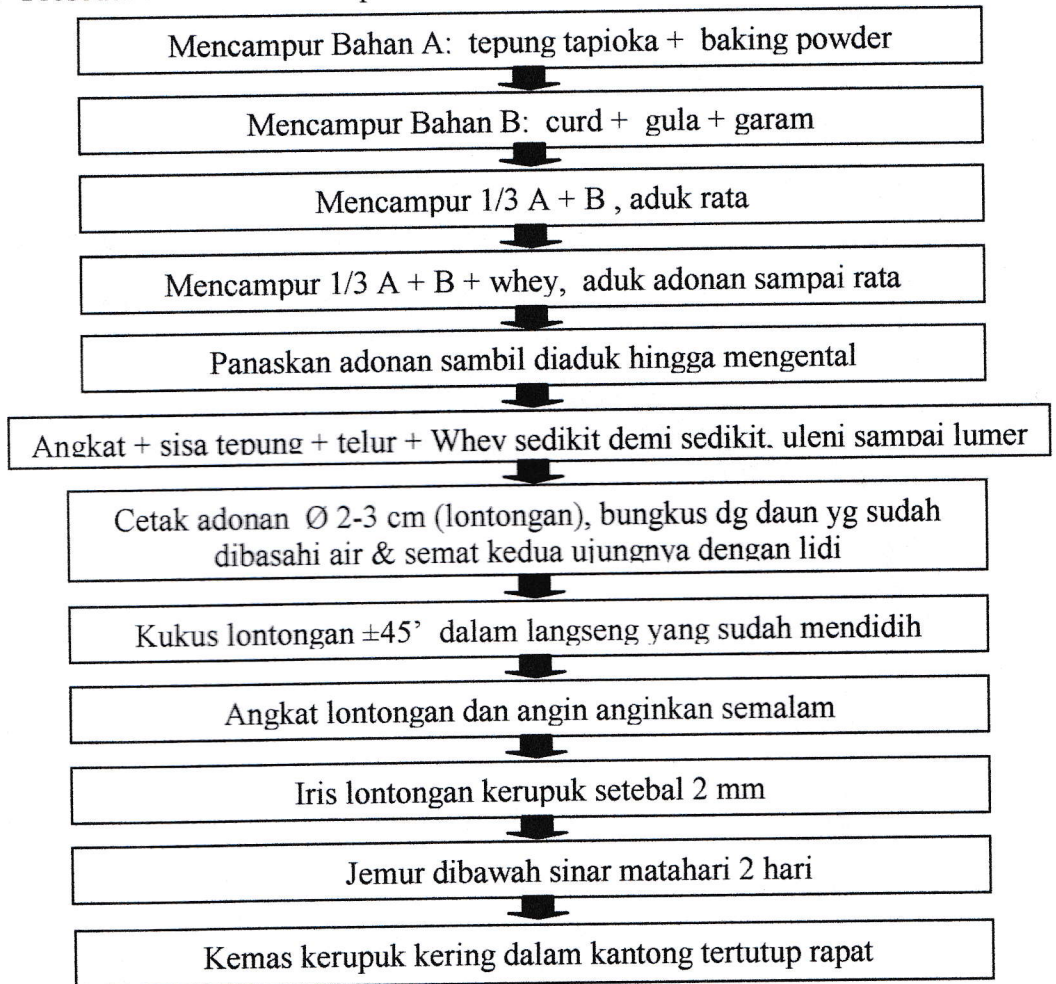 Mencampur Bahan A: tepung tapioka + baking powder
Mencampur Bahan B: curd + gula + garam
Mencampur 1/3 A + B , aduk rata
Mencampur 1/3 A + B + whey, aduk adonan sampai rata
Panaskan adonan sambil diaduk hingga mengental
Angkat + sisa tepung + telur + Whey sedikit demi sedikit. uleni sampai lumer
Cetak adonan Ø 2-3 cm (lontongan), bungkus dg daun yg sudah
dibasahi air & semat kedua ujungnya dengan lidi
Kukus lontongan ±45’ dalam langseng yang sudah mendidih
Angkat lontongan dan angin anginkan semalam
Iris lontongan kerupuk setebal 2 mm
Jemur dibawah sinar matahari 2 hari
Kemas kerupuk kering dalam kantong tertutup rapat